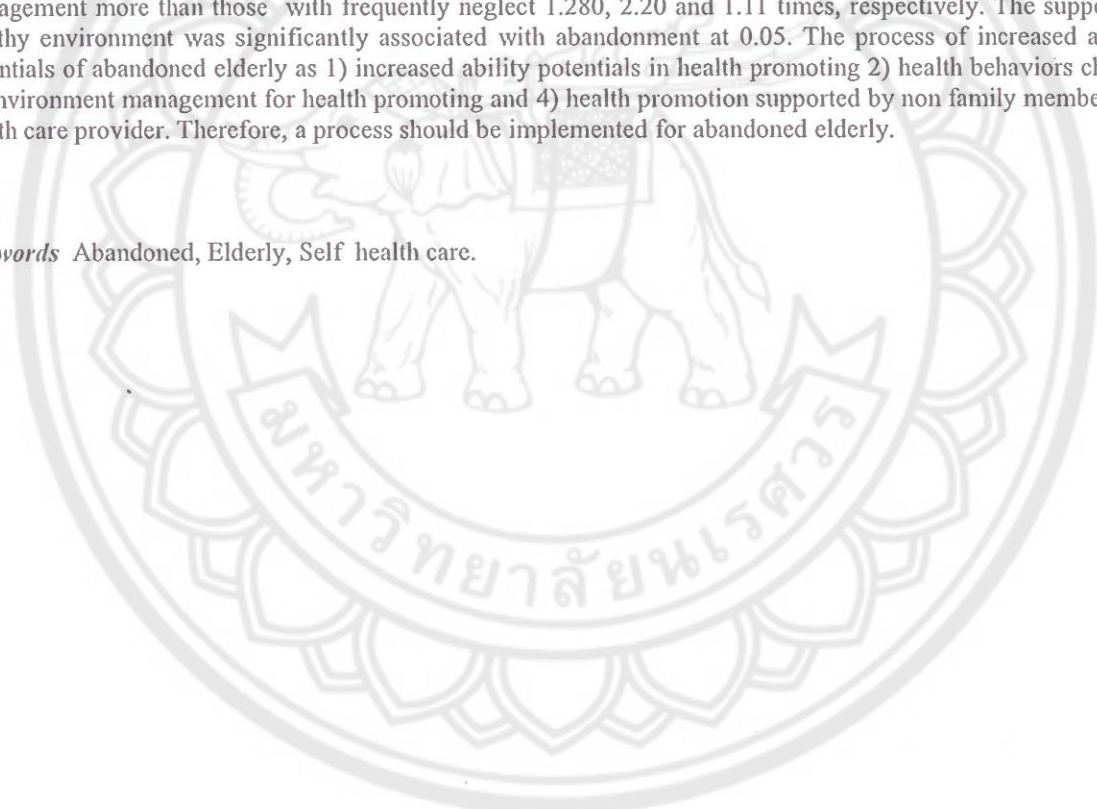 agement more than those with frequently neglect 1.280, 2.20 and 1.11 times, respectively. The suppo
thy environment was significantly associated with abandonment at 0.05. The process of increased a
ntials of abandoned elderly as 1) increased ability potentials in health promoting 2) health behaviors ch
nvironment management for health promoting and 4) health promotion supported by non family membe
th care provider. Therefore, a process should be implemented for abandoned elderly.
words Abandoned, Elderly, Self health care.
มหาวิทยาลัยนเรศวร